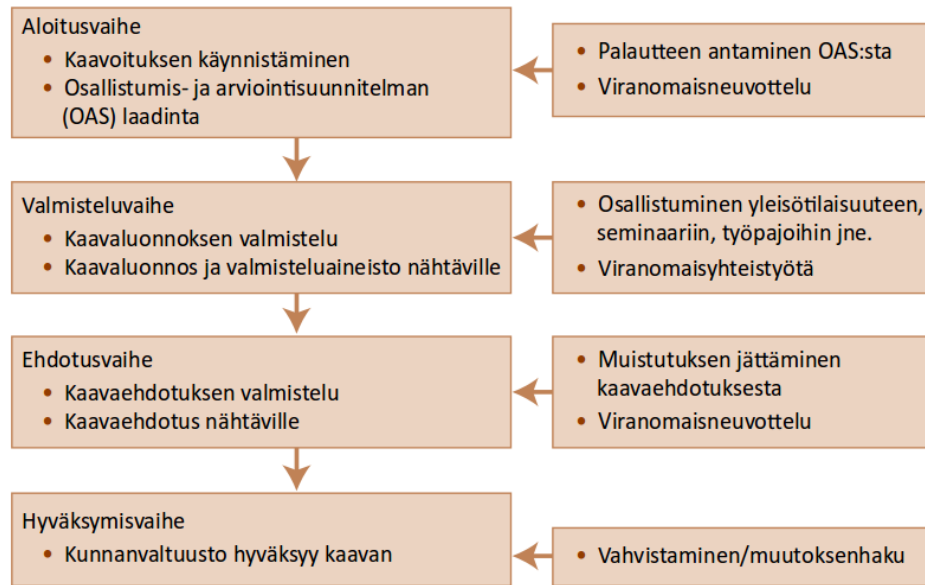 Aloitusvaihe
• Kaavoituksen käynnistäminen
• Osallistumis- ja arviointisuunnitelman
(OAS) laadinta
• Palautteen antaminen OAS:sta
• Viranomaisneuvottelu
Valmisteluvaihe
• Kaavaluonnoksen valmistelu
• Kaavaluonnos ja valmisteluaineisto nähtäville
• Osallistuminen yleisötilaisuuteen,
seminaariin, työpajoihin jne.
• Viranomaisyhteistyötä
Ehdotusvaihe
• Kaavaehdotuksen valmistelu
• Kaavaehdotus nähtäville
• Muistutuksen jättäminen
kaavaehdotuksesta
• Viranomaisneuvottelu
Hyväksymisvaihe
• Kunnanvaltuusto hyväksyy kaavan
• Vahvistaminen/muutoksenhaku